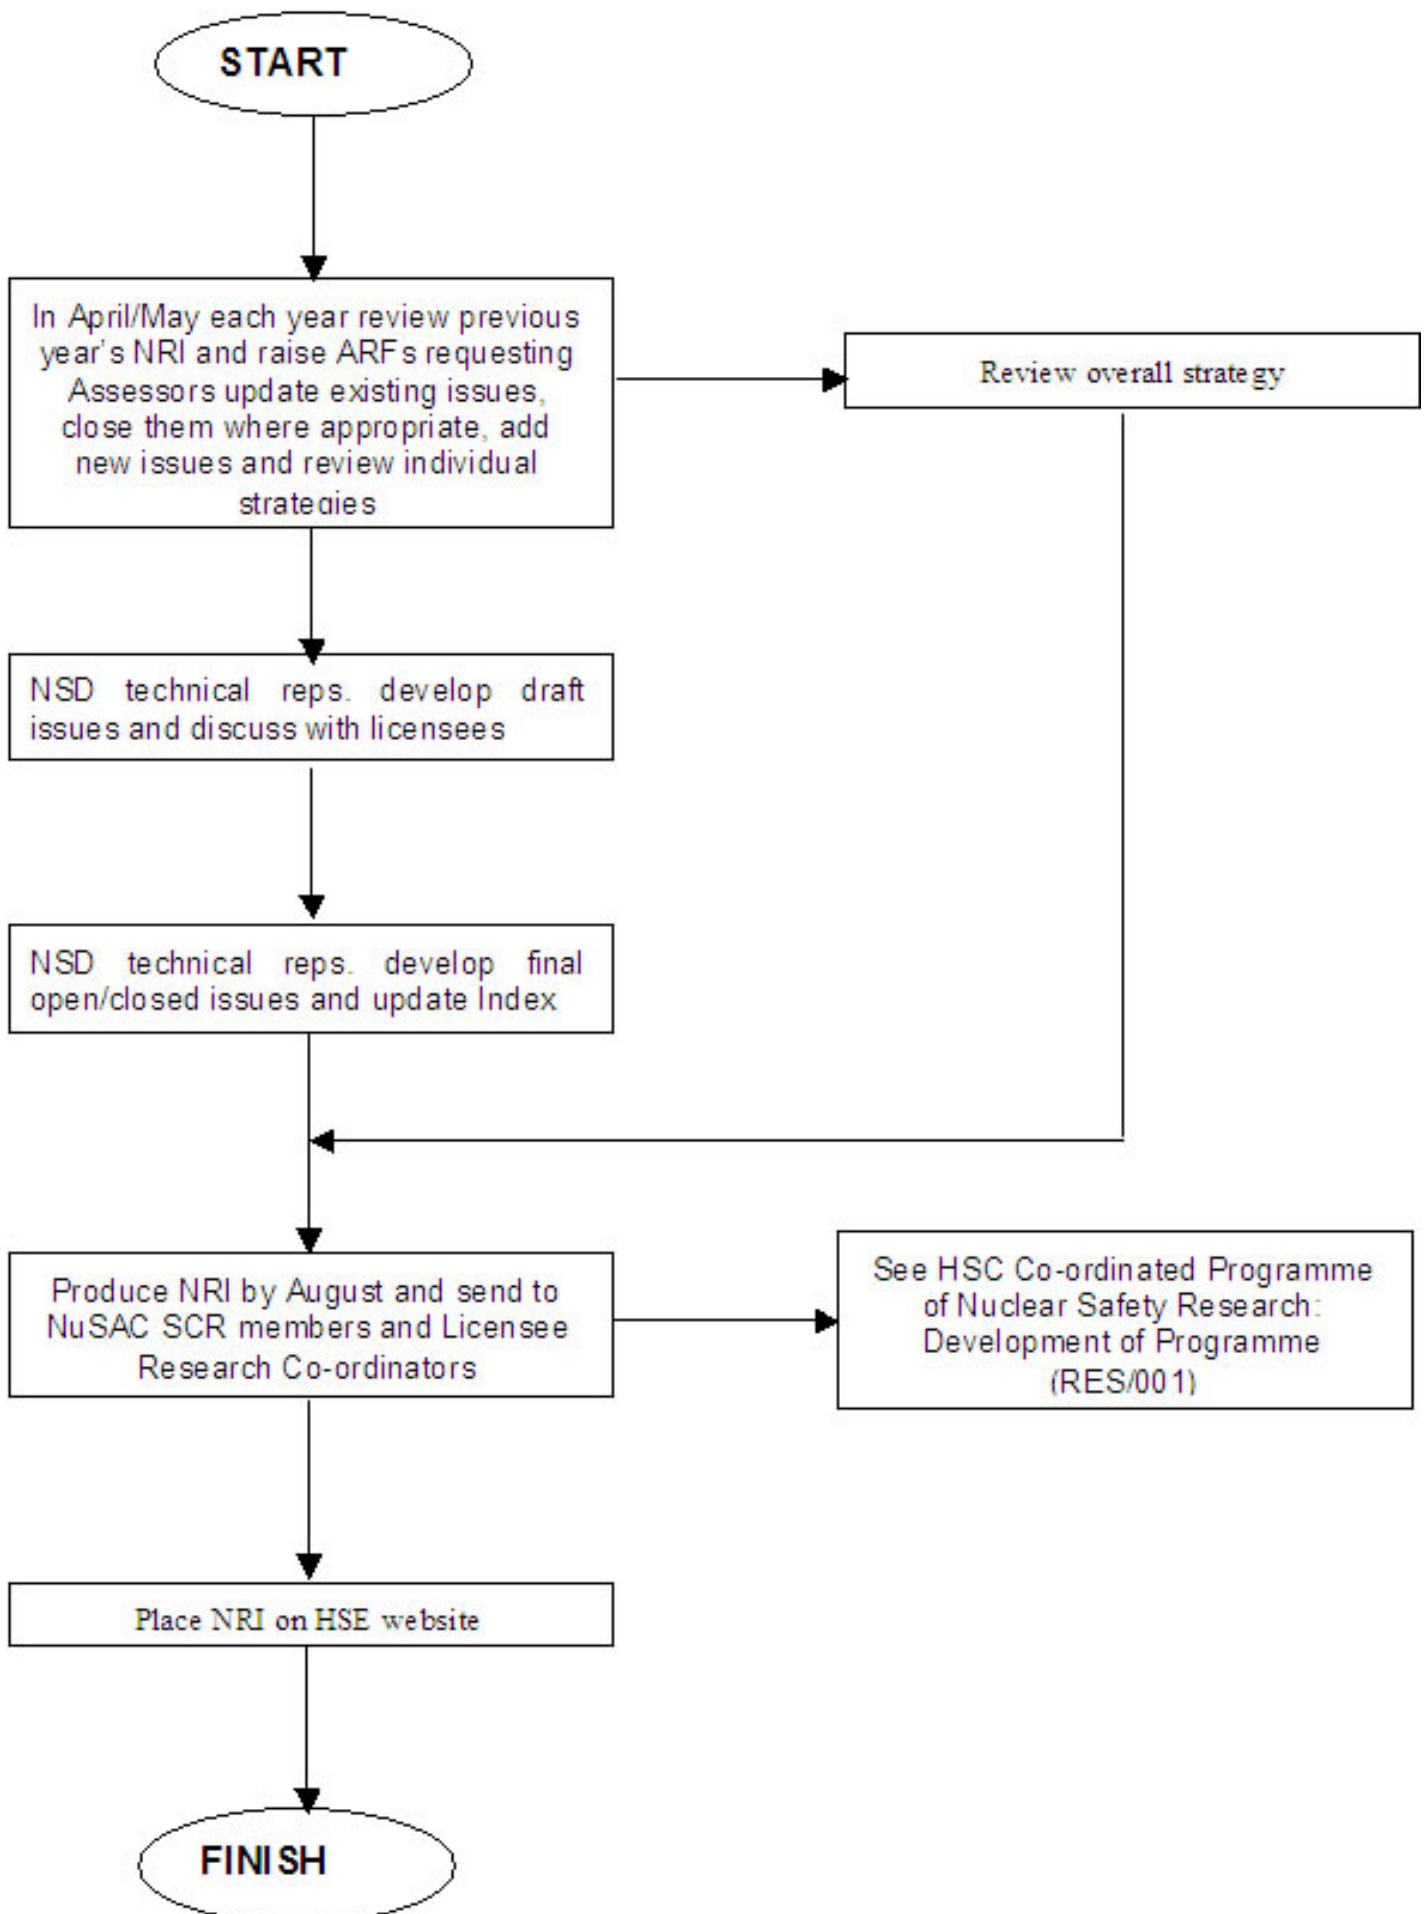 START
In April/May each year review previous
year's NRI and raise ARFs requesting
Assessors update existing issues,
close them where appropriate, add
new issues and review individual
strategies
Review overall strategy
NSD technical reps. develop draft
issues and discuss with licensees
NSD technical reps. develop final
open/closed issues and update Index
Produce NRI by August and send to
NuSAC SCR members and Licensee
Research Co-ordinators
See HSC Co-ordinated Programme
of Nuclear Safety Research:
Development of Programme
(RES/001)
Place NRI on HSE website
FINISH